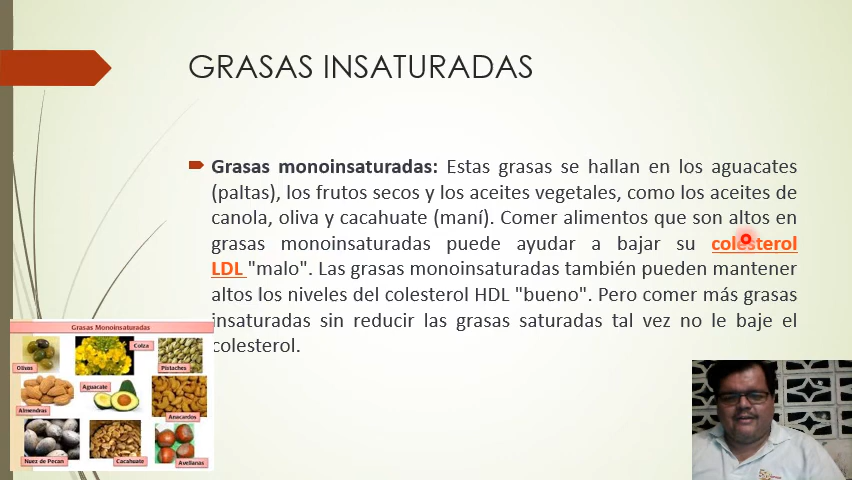 GRASAS INSATURADAS
Grasas monoinsaturadas: Estas grasas se hallan en los aguacates
(paltas), los frutos secos y los aceites vegetales, como los aceites de
canola, oliva y cacahuate (maní). Comer alimentos que son altos en
grasas monoinsaturadas puede ayudar a bajar su colesterol
LDL "malo". Las grasas monoinsaturadas también pueden mantener
altos los niveles del colesterol HDL "bueno". Pero comer más grasas
insaturadas sin reducir las grasas saturadas tal vez no le baje el
colesterol.
Grasas Monoinsaturadas
Colza
Olivos
Pistaches
Aguacate
Almendras
Anacardos
Nuez de Pecan
Cacahuate
Avellanas